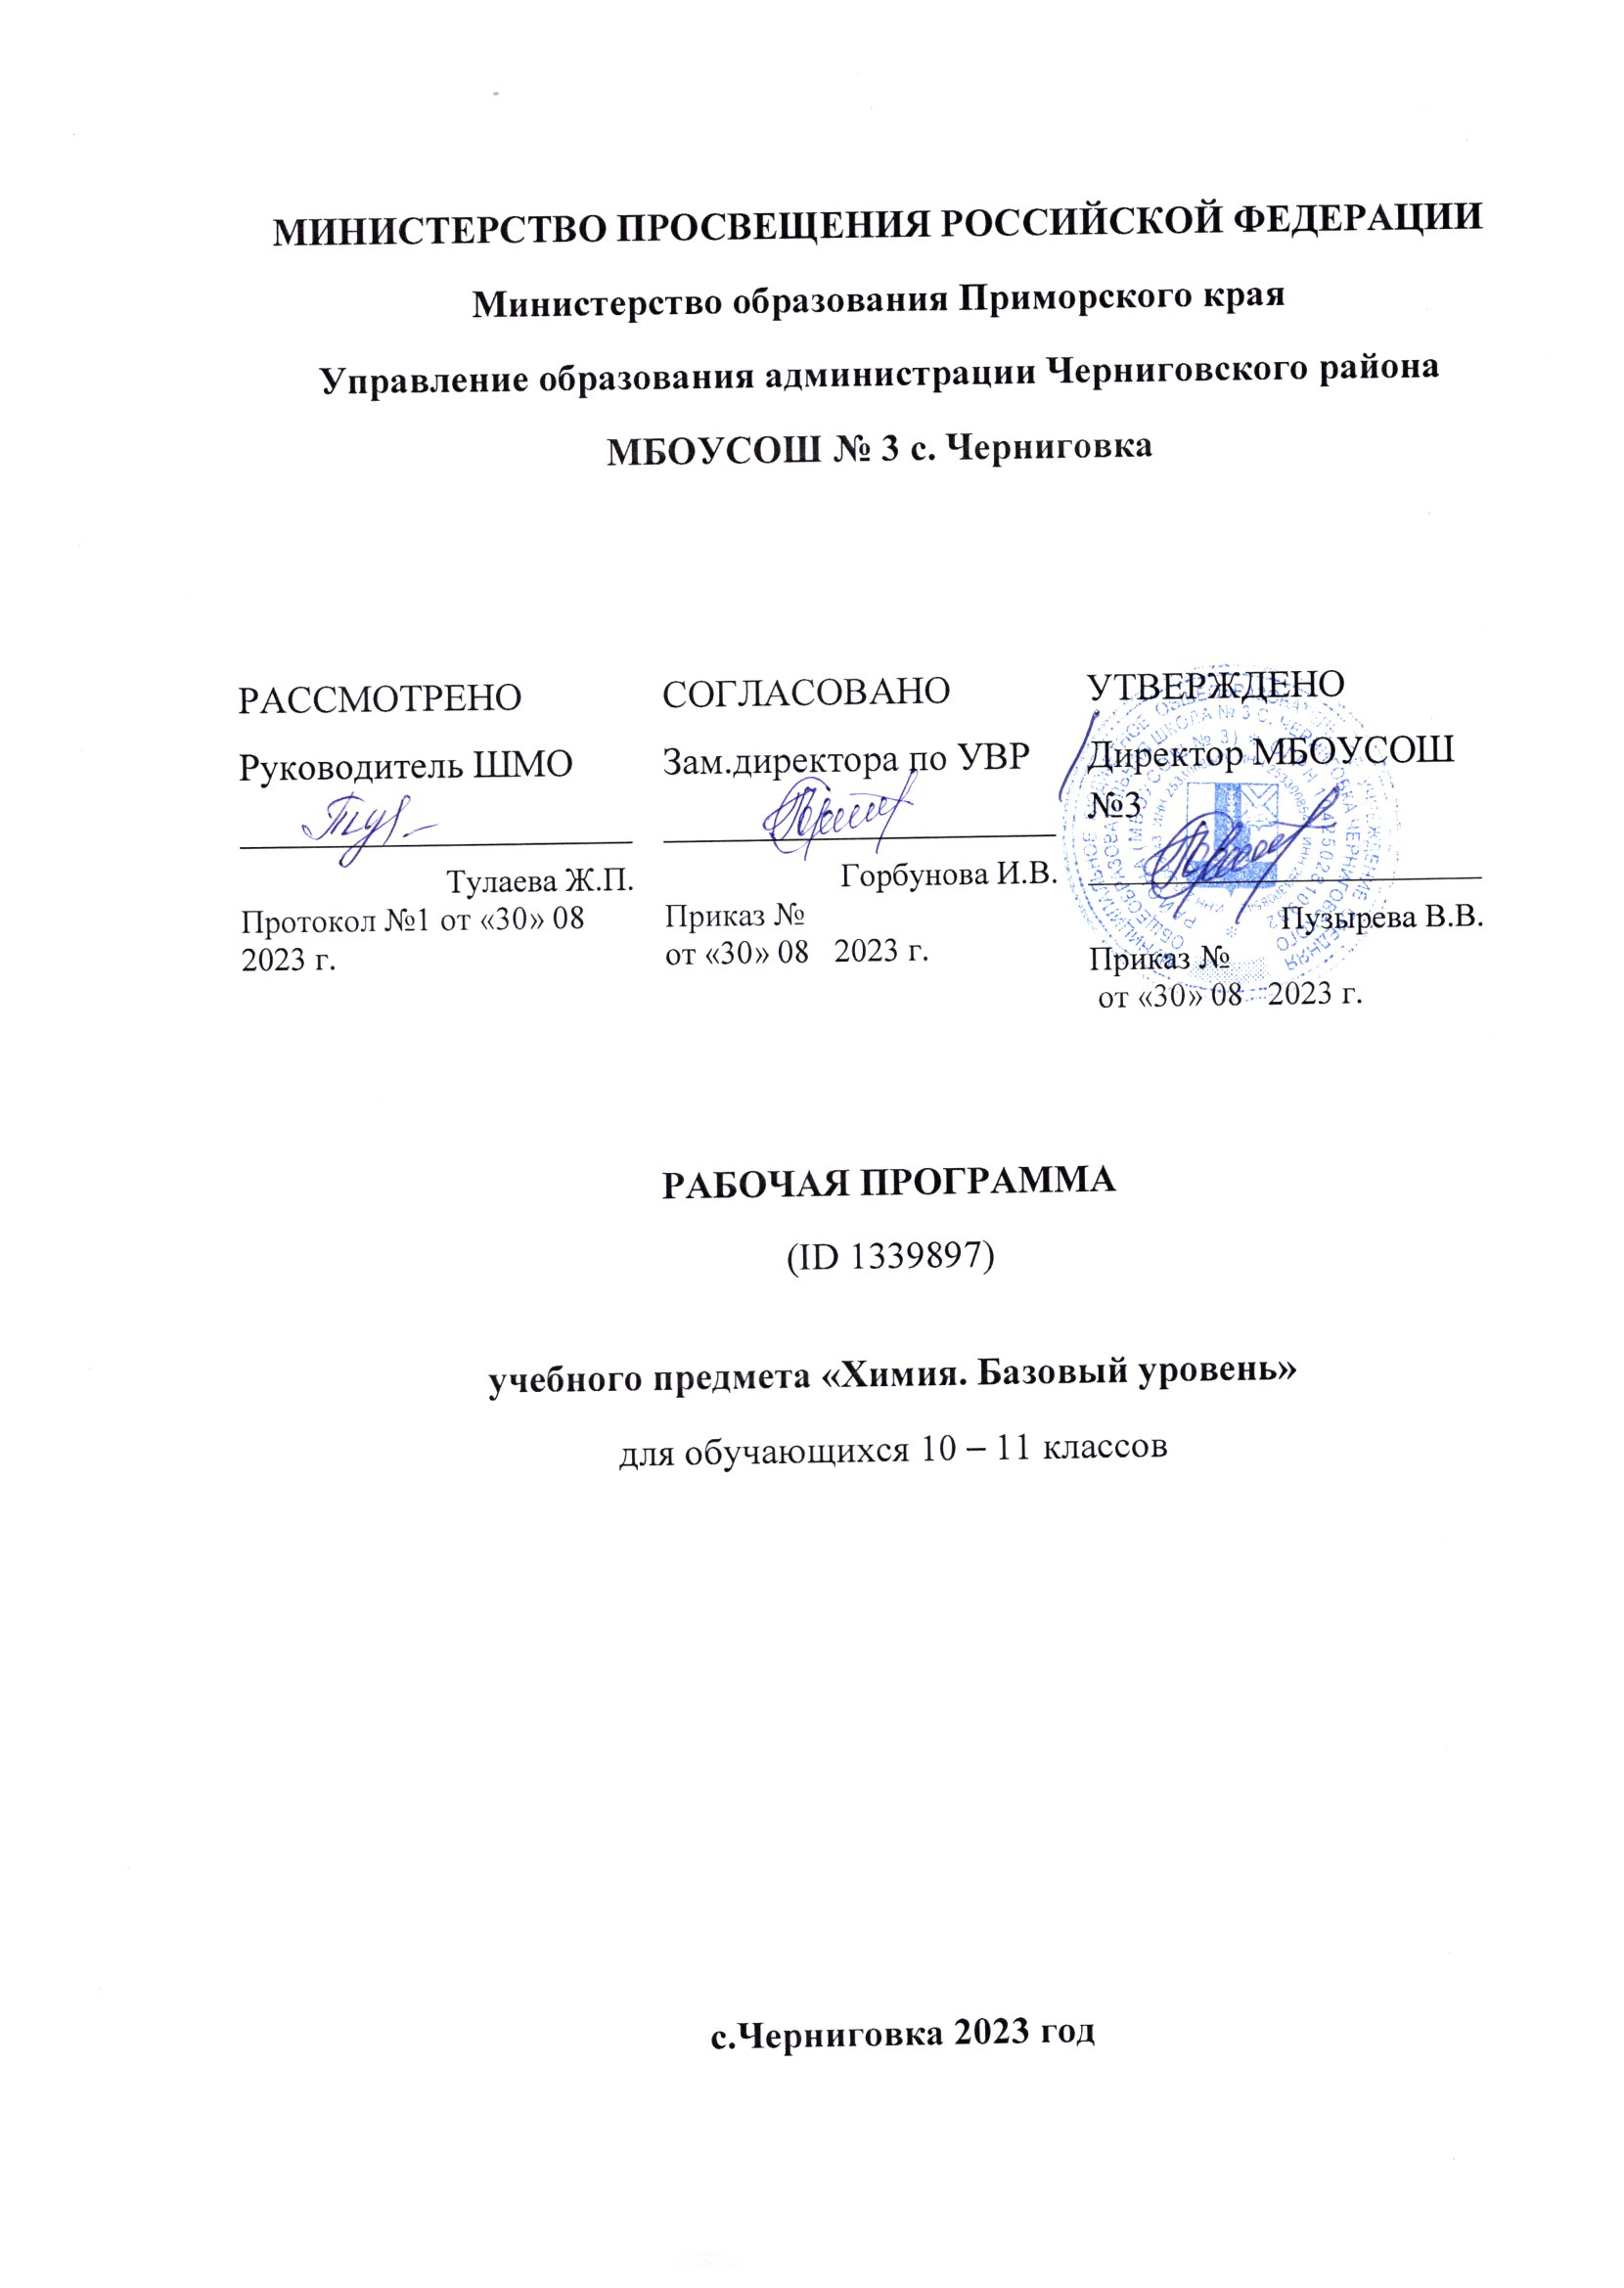 МИНИСТЕРСТВО ПРОСВЕЩЕНИЯ РОССИЙСКОЙ ФЕДЕРАЦИИ
Министерство образования Приморского края
Управление образования администрации Черниговского района
МБОУСОШ № 3 с. Черниговка
РАССМОТРЕНО
Руководитель ШМО
Тулаева Ж.П.
Протокол №1 от «30» 08
2023 г.
СОГЛАСОВАНО
Зам.директора по УВР
Горбунова И.В.
Приказ №
от «30» 08 2023 г.
УТВЕРЖДЕНО
Директор МБОУСОШ
№3
Пузырева В.В.
Приказ №
от «30» 08 2023 г.
РАБОЧАЯ ПРОГРАММА
(ID 1339897)
учебного предмета «Химия. Базовый уровень»
для обучающихся 10 – 11 классов
с.Черниговка 2023 год